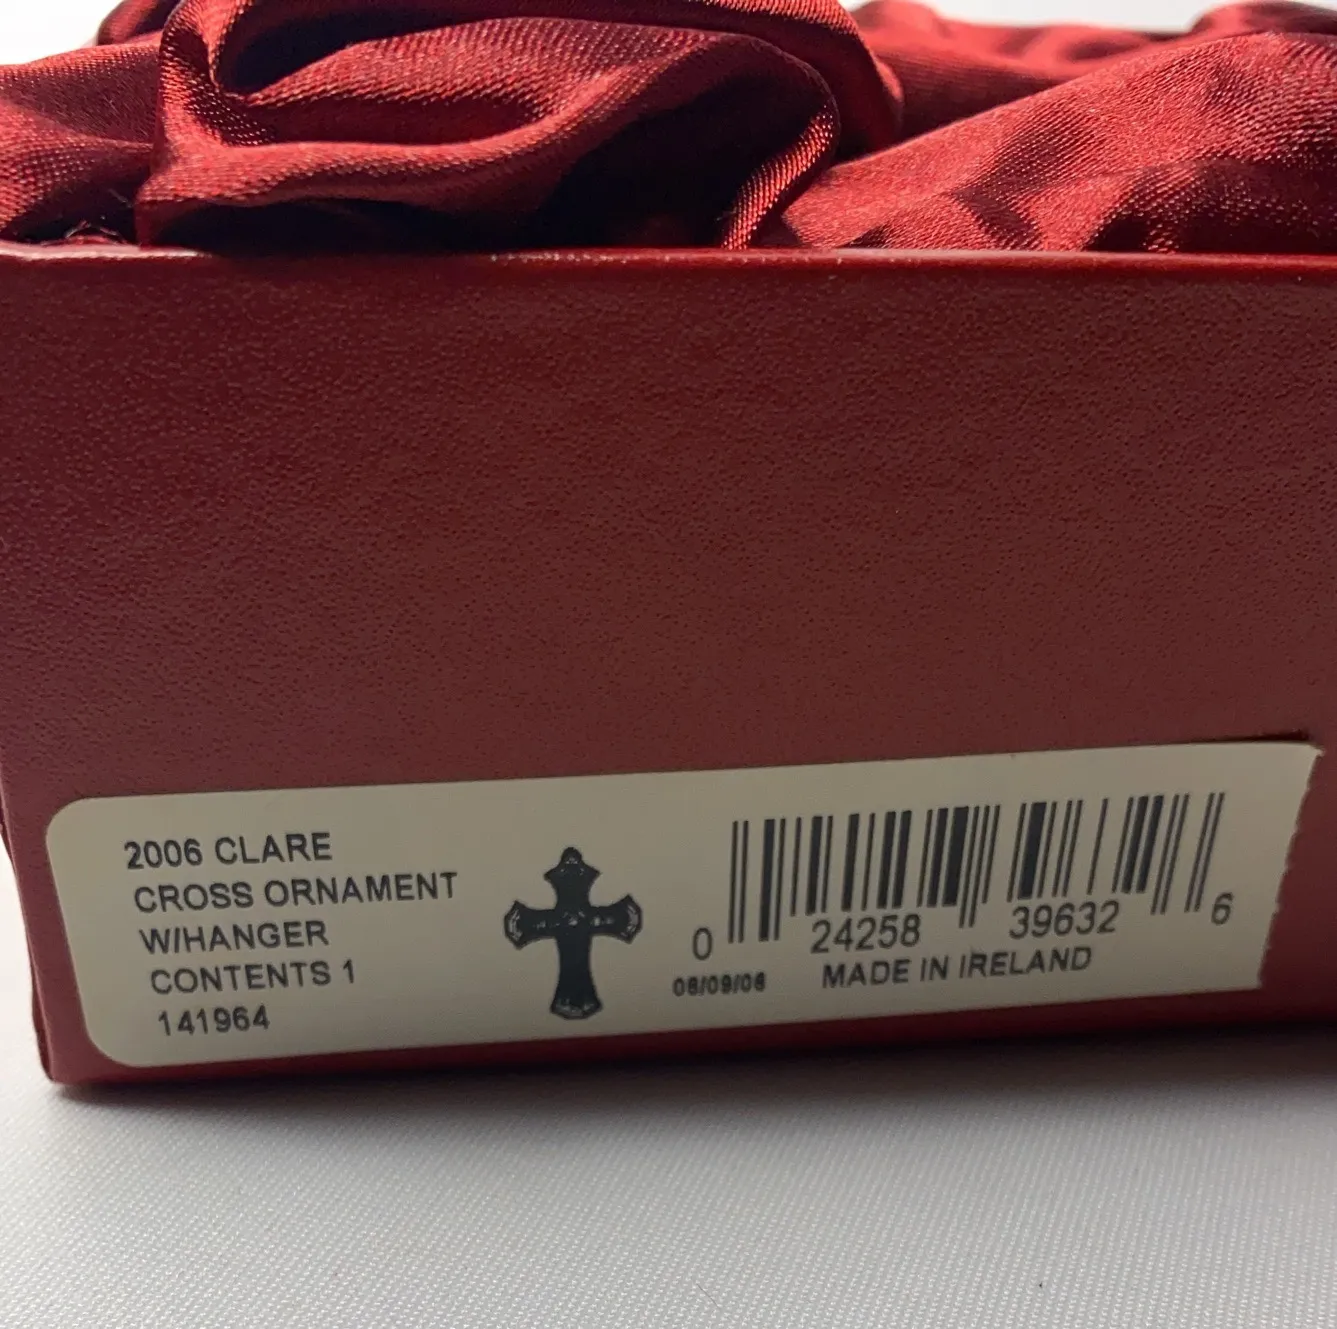 2006 CLARE
CROSS ORNAMENT
W/HANGER
CONTENTS 1
141964
0 24258 39632 6
08/09/06 MADE IN IRELAND